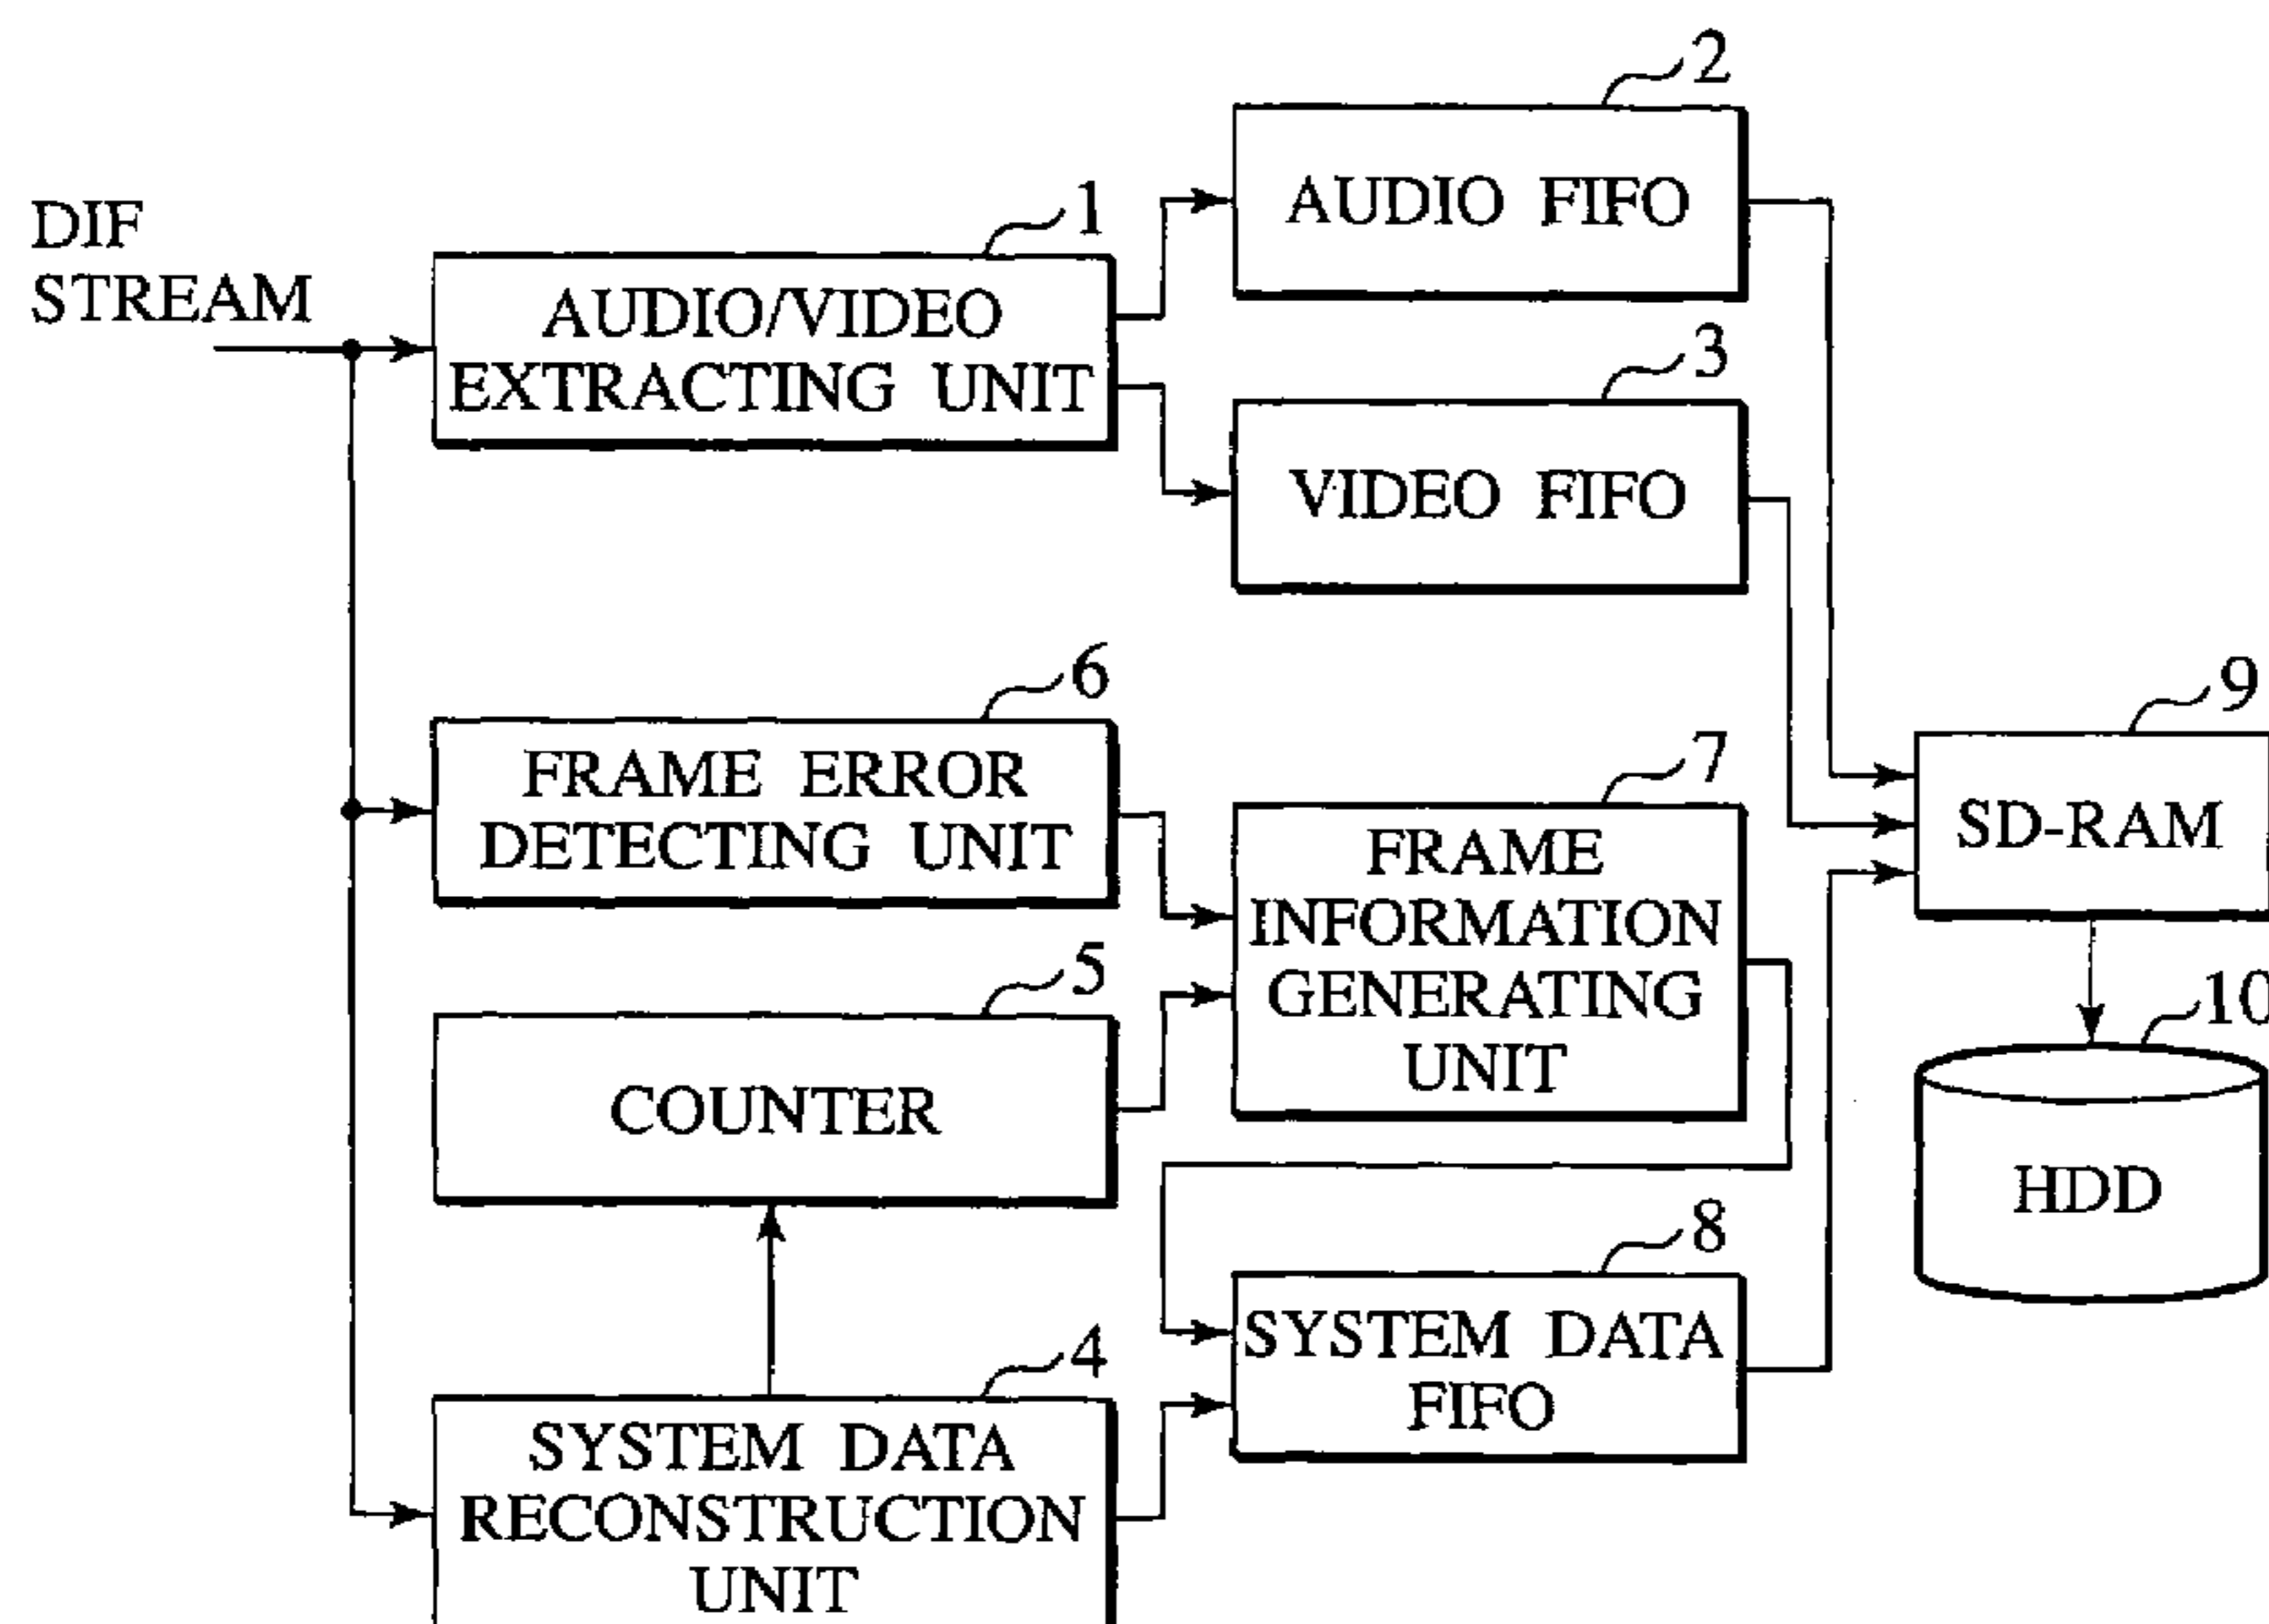 2
DIF
STREAM
1
AUDIO FIFO
AUDIO/VIDEO
EXTRACTING UNIT
3
VIDEO FIFO
6
FRAME ERROR
DETECTING UNIT
7
FRAME
INFORMATION
GENERATING
UNIT
9
SD-RAM
5
COUNTER
10
HDD
8
SYSTEM DATA
FIFO
4
SYSTEM DATA
RECONSTRUCTION
UNIT